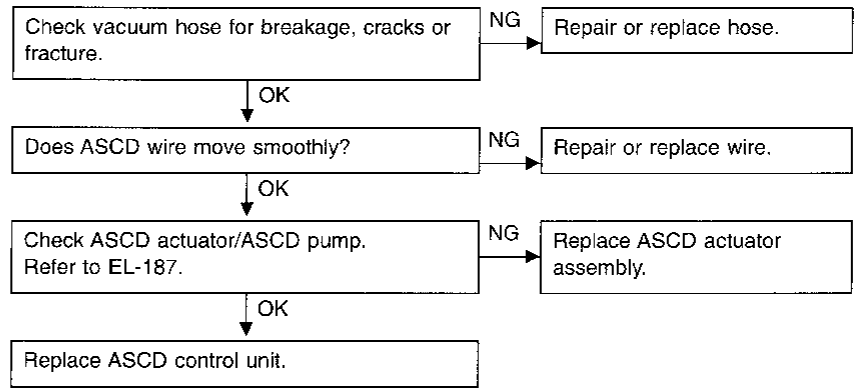 Check vacuum hose for breakage, cracks or
fracture.
NG
Repair or replace hose.
OK
Does ASCD wire move smoothly?
NG
Repair or replace wire.
OK
Check ASCD actuator/ASCD pump.
Refer to EL-187.
NG
Replace ASCD actuator
assembly.
OK
Replace ASCD control unit.